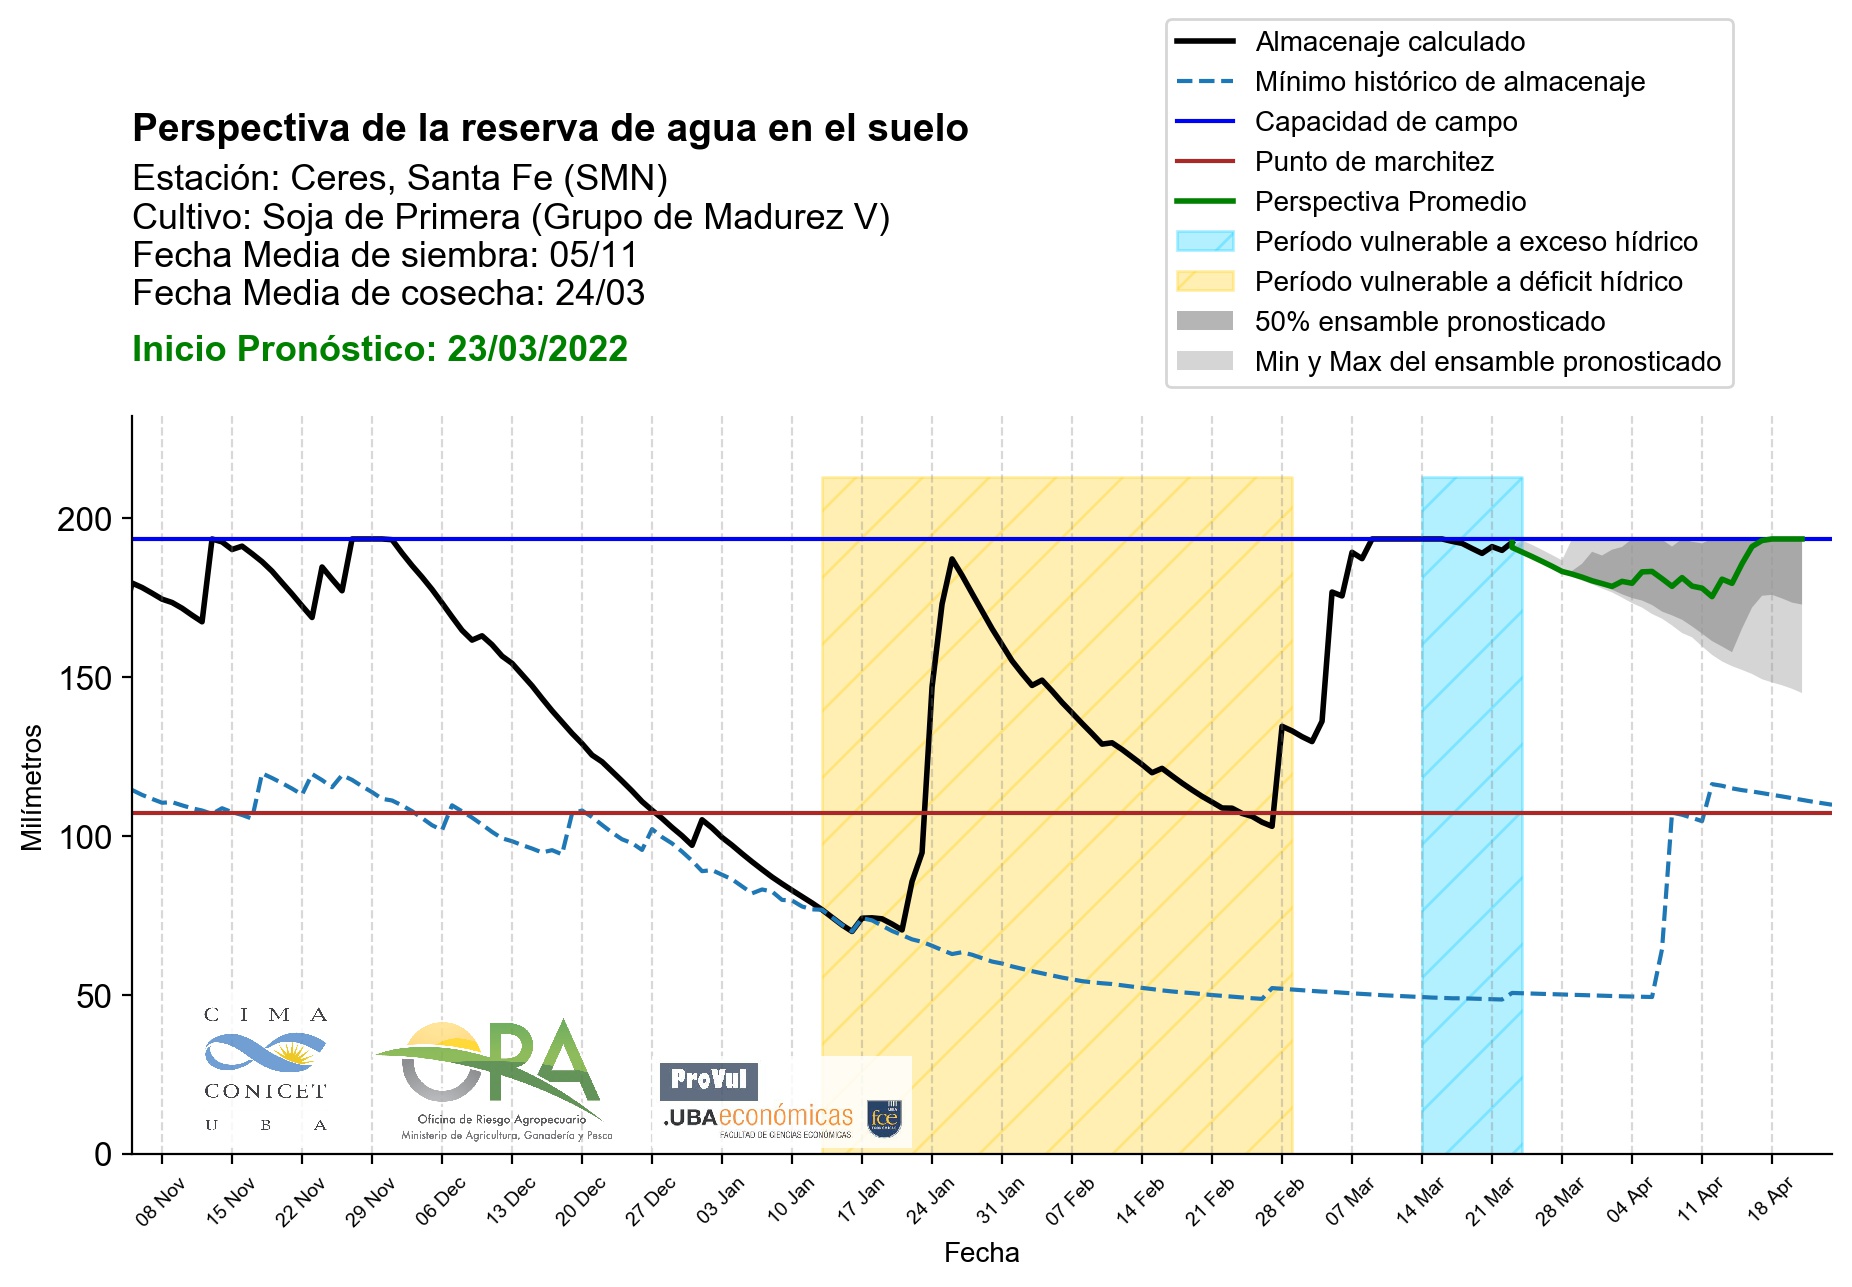 Almacenaje calculado
Mínimo histórico de almacenaje
Capacidad de campo
Punto de marchitez
Perspectiva Promedio
Período vulnerable a exceso hídrico
Período vulnerable a déficit hídrico
50% ensamble pronosticado
Min y Max del ensamble pronosticado
Perspectiva de la reserva de agua en el suelo
Estación: Ceres, Santa Fe (SMN)
Cultivo: Soja de Primera (Grupo de Madurez V)
Fecha Media de siembra: 05/11
Fecha Media de cosecha: 24/03
Inicio Pronóstico: 23/03/2022
Milímetros
200
150
100
50
0
CIMA
CONICET
UBA
ORA
Oficina de Riesgo Agropecuario
Ministerio de Agricultura, Ganadería y Pesca
ProVul
.UBAeconómicas
FACULTAD DE CIENCIAS ECONÓMICAS
UBA
fce
ECONÓMICAS
08 Nov
15 Nov
22 Nov
29 Nov
06 Dec
13 Dec
20 Dec
27 Dec
03 Jan
10 Jan
17 Jan
24 Jan
31 Jan
07 Feb
14 Feb
21 Feb
28 Feb
07 Mar
14 Mar
21 Mar
28 Mar
04 Apr
11 Apr
18 Apr
Fecha